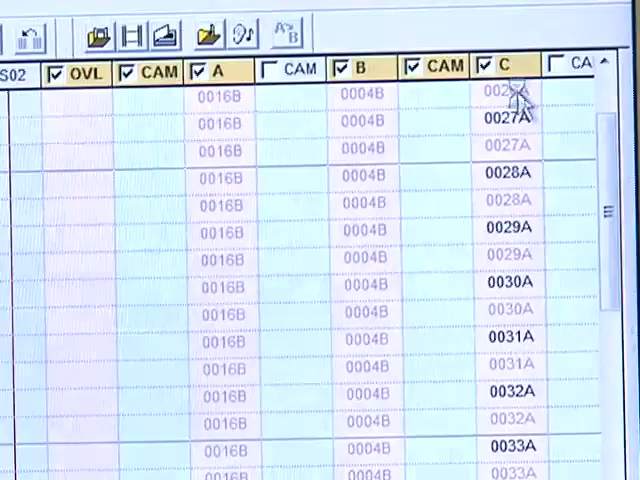 A B
S02 OVL CAM A CAM B CAM C CA
0016B 0004B
0016B 0004B 0027A
0016B 0004B 0027A
0016B 0004B 0028A
0016B 0004B 0028A
0016B 0004B 0029A
0016B 0004B 0029A
0016B 0004B 0030A
0016B 0004B 0030A
0016B 0004B 0031A
0016B 0004B 0031A
0016B 0004B 0032A
0016B 0004B 0032A
0016B 0004B 0033A
0016B 0004B 0033A